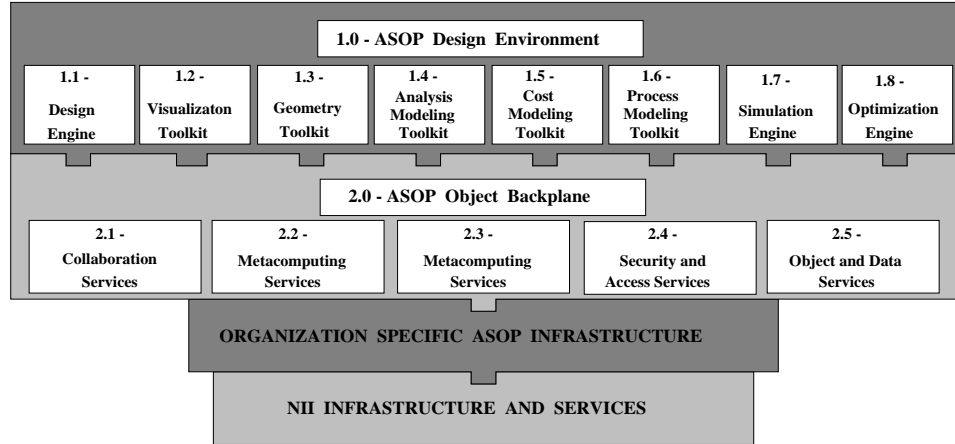 1.0 - ASOP Design Environment
1.1 -
Design
Engine
1.2 -
Visualizaton
Toolkit
1.3 -
Geometry
Toolkit
1.4 -
Analysis
Modeling
Toolkit
1.5 -
Cost
Modeling
Toolkit
1.6 -
Process
Modeling
Toolkit
1.7 -
Simulation
Engine
1.8 -
Optimization
Engine
2.0 - ASOP Object Backplane
2.1 -
Collaboration
Services
2.2 -
Metacomputing
Services
2.3 -
Metacomputing
Services
2.4 -
Security and
Access Services
2.5 -
Object and Data
Services
ORGANIZATION SPECIFIC ASOP INFRASTRUCTURE
NII INFRASTRUCTURE AND SERVICES